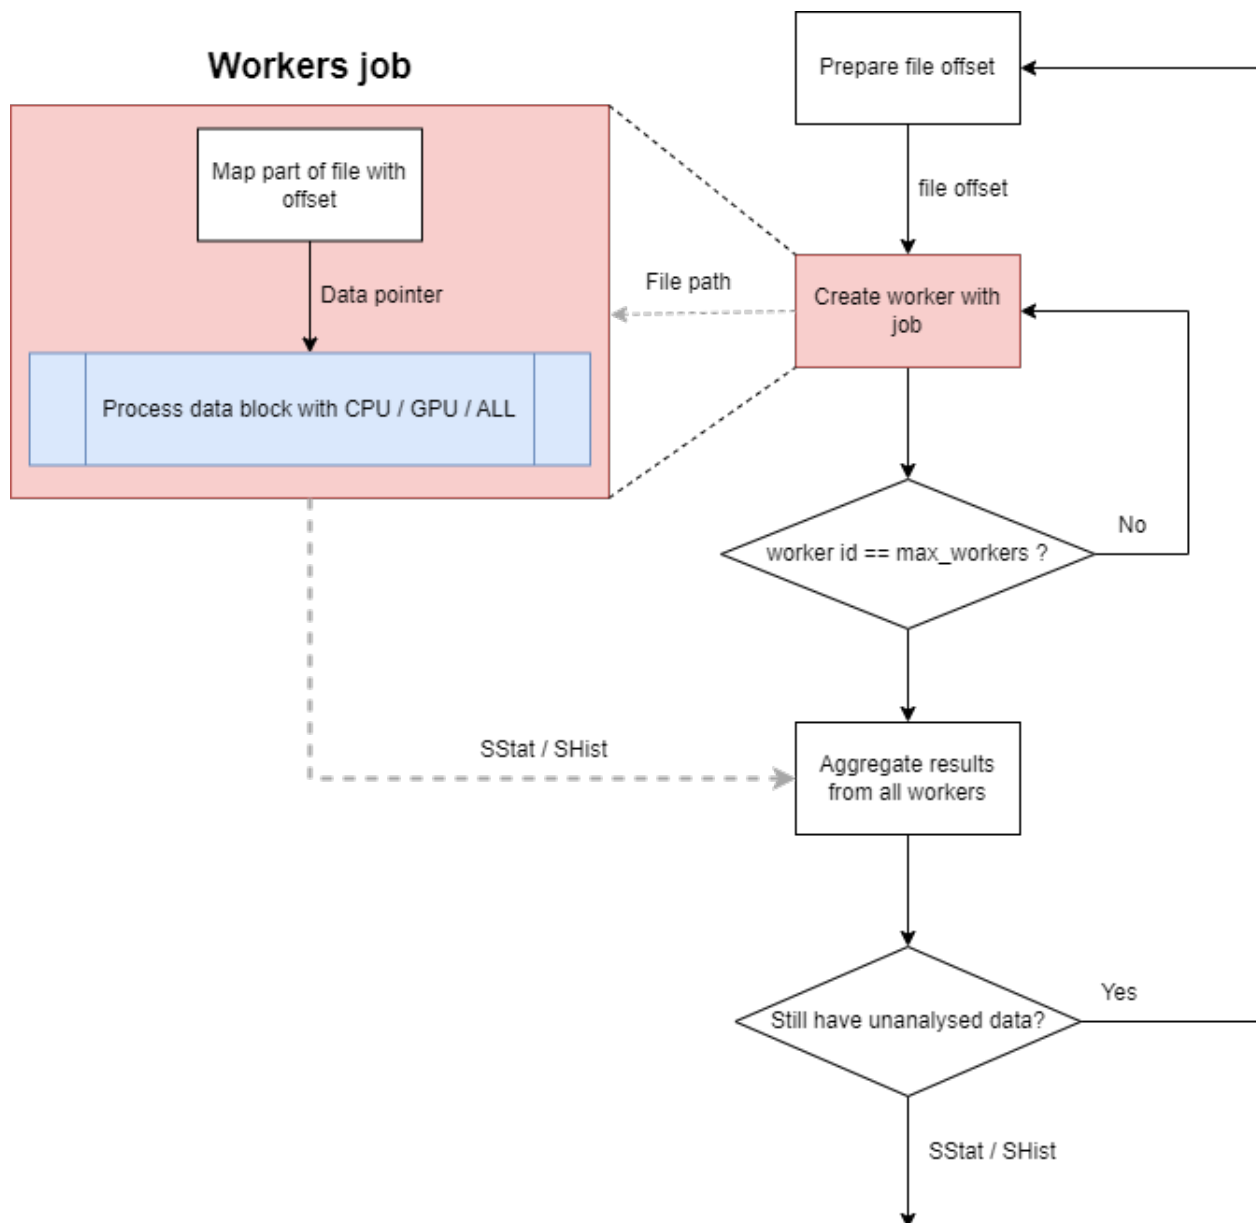 Workers job
Prepare file offset
file offset
Map part of file with
offset
Data pointer
Process data block with CPU / GPU / ALL
File path
Create worker with
job
worker id == max_workers ?
No
SStat / SHist
Aggregate results
from all workers
Still have unanalysed data?
Yes
SStat / SHist